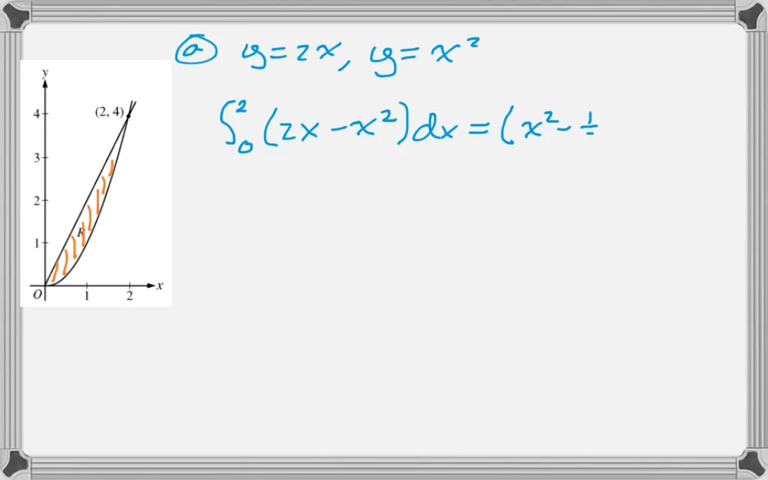 ⓐ y=2x, y=x²
∫₀² (2x-x²)dx = (x²- 1
y
4
(2, 4)
3
2
R
1
O
1
2
x